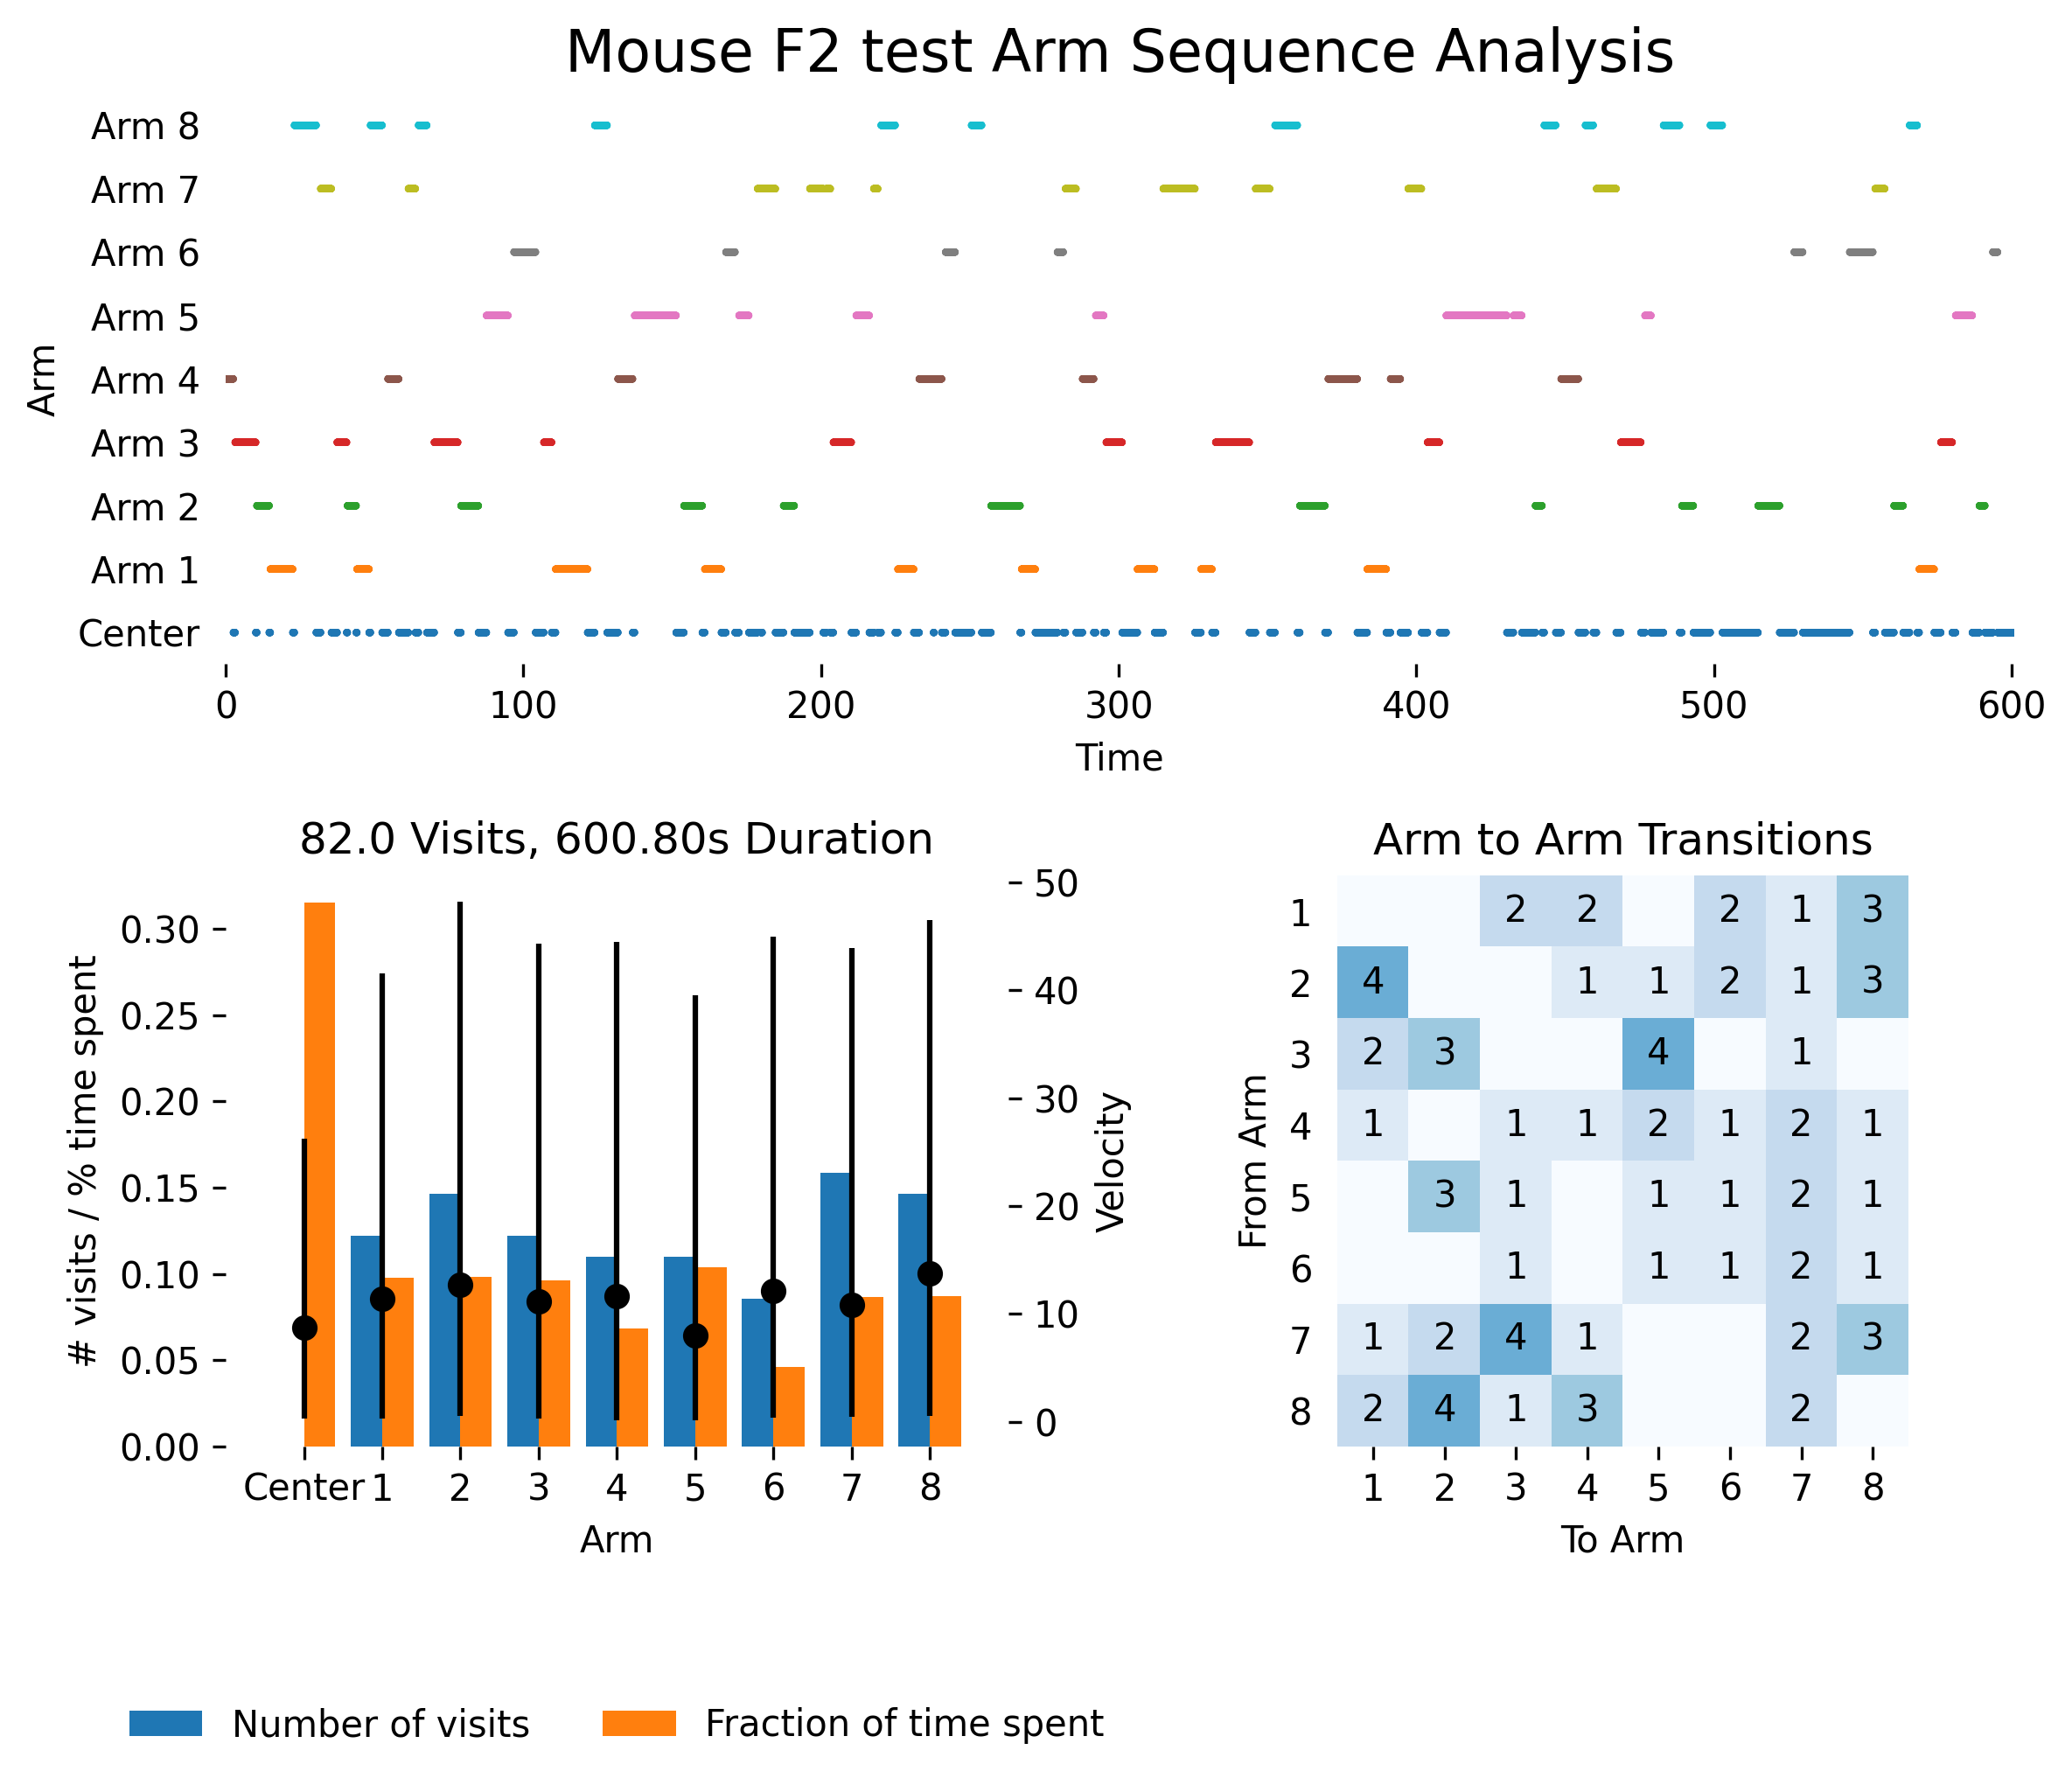 Mouse F2 test Arm Sequence Analysis
Arm 8
Arm 7
Arm 6
Arm 5
Arm 4
Arm 3
Arm 2
Arm 1
Center
Arm
0 100 200 300 400 500 600
Time
82.0 Visits, 600.80s Duration
0.30
0.25
0.20
0.15
0.10
0.05
0.00
# visits / % time spent
50
40
30
20
10
0
Velocity
Center 1 2 3 4 5 6 7 8
Arm
Arm to Arm Transitions
From Arm
1 2 2 2 1 3
2 4 1 1 2 1 3
3 2 3 4 1
4 1 1 1 2 1 2 1
5 3 1 1 1 2 1
6 1 1 1 2 1
7 1 2 4 1 2 3
8 2 4 1 3 2
1 2 3 4 5 6 7 8
To Arm
Number of visits
Fraction of time spent